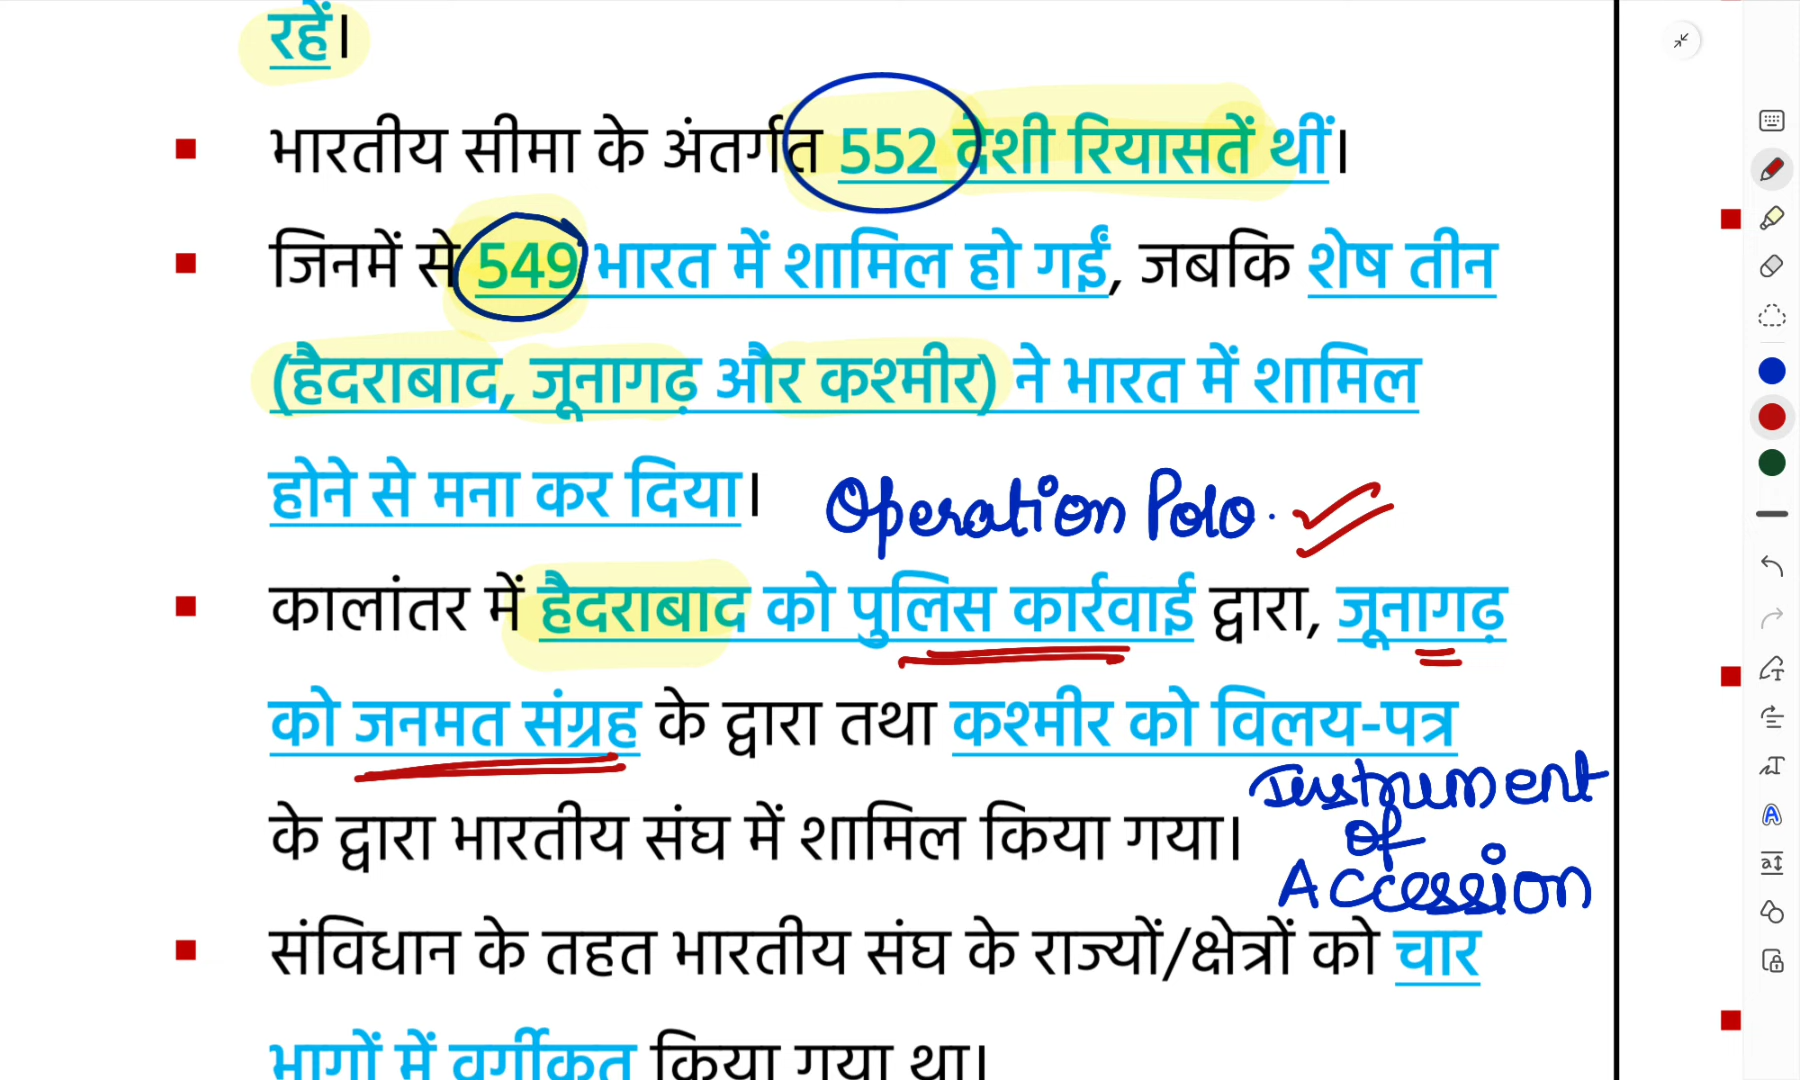 रहें।
भारतीय सीमा के अंतर्गत 552 देशी रियासतें थीं।
जिनमें से 549 भारत में शामिल हो गईं, जबकि शेष तीन
(हैदराबाद, जूनागढ़ और कश्मीर) ने भारत में शामिल
होने से मना कर दिया।
Operation Polo.
कालांतर में हैदराबाद को पुलिस कार्रवाई द्वारा, जूनागढ़
को जनमत संग्रह के द्वारा तथा कश्मीर को विलय-पत्र
Instrument
के द्वारा भारतीय संघ में शामिल किया गया।
of
Accession
संविधान के तहत भारतीय संघ के राज्यों/क्षेत्रों को चार
भागों में वर्गीकृत किया गया था।